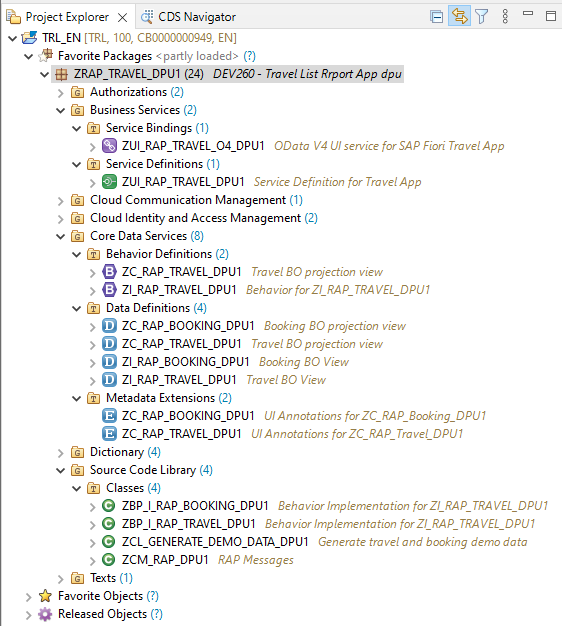 Project Explorer
CDS Navigator
TRL_EN [TRL, 100, CB0000000949, EN]
Favorite Packages <partly loaded> (?)
ZRAP_TRAVEL_DPU1 (24) DEV260 - Travel List Rrport App dpu
G Authorizations (2)
G Business Services (2)
T Service Bindings (1)
ZUI_RAP_TRAVEL_O4_DPU1 OData V4 UI service for SAP Fiori Travel App
T Service Definitions (1)
ZUI_RAP_TRAVEL_DPU1 Service Definition for Travel App
G Cloud Communication Management (1)
G Cloud Identity and Access Management (2)
G Core Data Services (8)
T Behavior Definitions (2)
B ZC_RAP_TRAVEL_DPU1 Travel BO projection view
B ZI_RAP_TRAVEL_DPU1 Behavior for ZI_RAP_TRAVEL_DPU1
T Data Definitions (4)
D ZC_RAP_BOOKING_DPU1 Booking BO projection view
D ZC_RAP_TRAVEL_DPU1 Travel BO projection view
D ZI_RAP_BOOKING_DPU1 Booking BO View
D ZI_RAP_TRAVEL_DPU1 Travel BO View
T Metadata Extensions (2)
E ZC_RAP_BOOKING_DPU1 UI Annotations for ZC_RAP_Booking_DPU1
E ZC_RAP_TRAVEL_DPU1 UI Annotations for ZC_RAP_Travel_DPU1
G Dictionary (4)
G Source Code Library (4)
T Classes (4)
C ZBP_I_RAP_BOOKING_DPU1 Behavior Implementation for ZI_RAP_TRAVEL_DPU1
C ZBP_I_RAP_TRAVEL_DPU1 Behavior Implementation for ZI_RAP_TRAVEL_DPU1
C ZCL_GENERATE_DEMO_DATA_DPU1 Generate travel and booking demo data
C ZCM_RAP_DPU1 RAP Messages
G Texts (1)
Favorite Objects (?)
Released Objects (?)